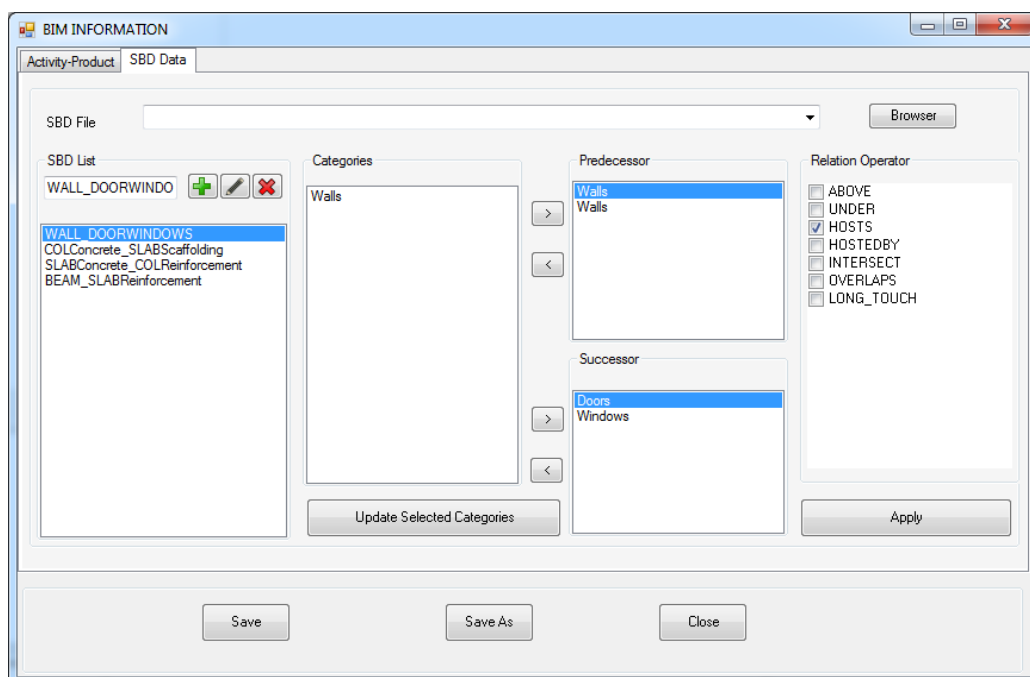 BIM INFORMATION
Activity-Product
SBD Data
SBD File
Browser
SBD List
WALL_DOORWINDO
WALL_DOORWINDOWS
COLConcrete_SLABScaffolding
SLABConcrete_COLReinforcement
BEAM_SLABReinforcement
Categories
Walls
Update Selected Categories
>
<
>
<
Predecessor
Walls
Walls
Successor
Doors
Windows
Relation Operator
ABOVE
UNDER
HOSTS
HOSTEDBY
INTERSECT
OVERLAPS
LONG_TOUCH
Apply
Save
Save As
Close